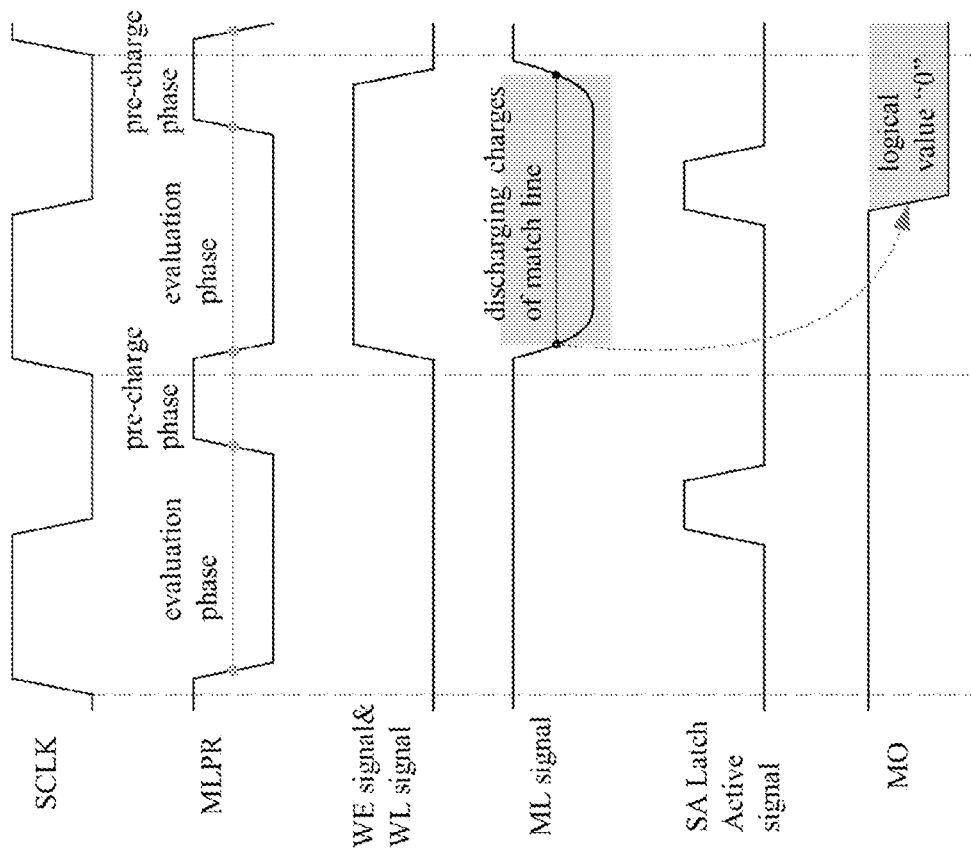 SCLK
MLPR
evaluation
phase
pre-charge
phase
evaluation
phase
pre-charge
phase
WE signal&
WL signal
ML signal
discharging charges
of match line
SA Latch
Active
signal
MO
logical
value "0"